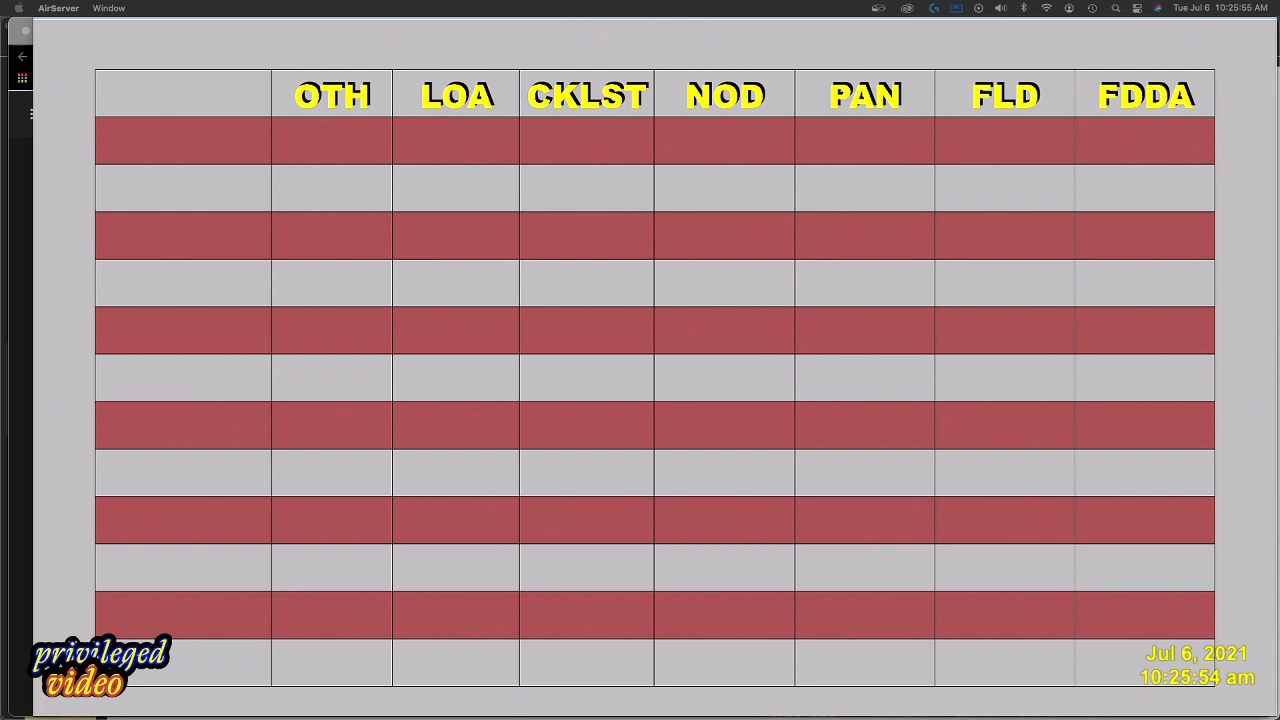 AirServer Window Tue Jul 6 10:25:55 AM
OTH LOA CKLST NOD PAN FLD FDDA
privileged
video
Jul 6, 2021
10:25:54 am